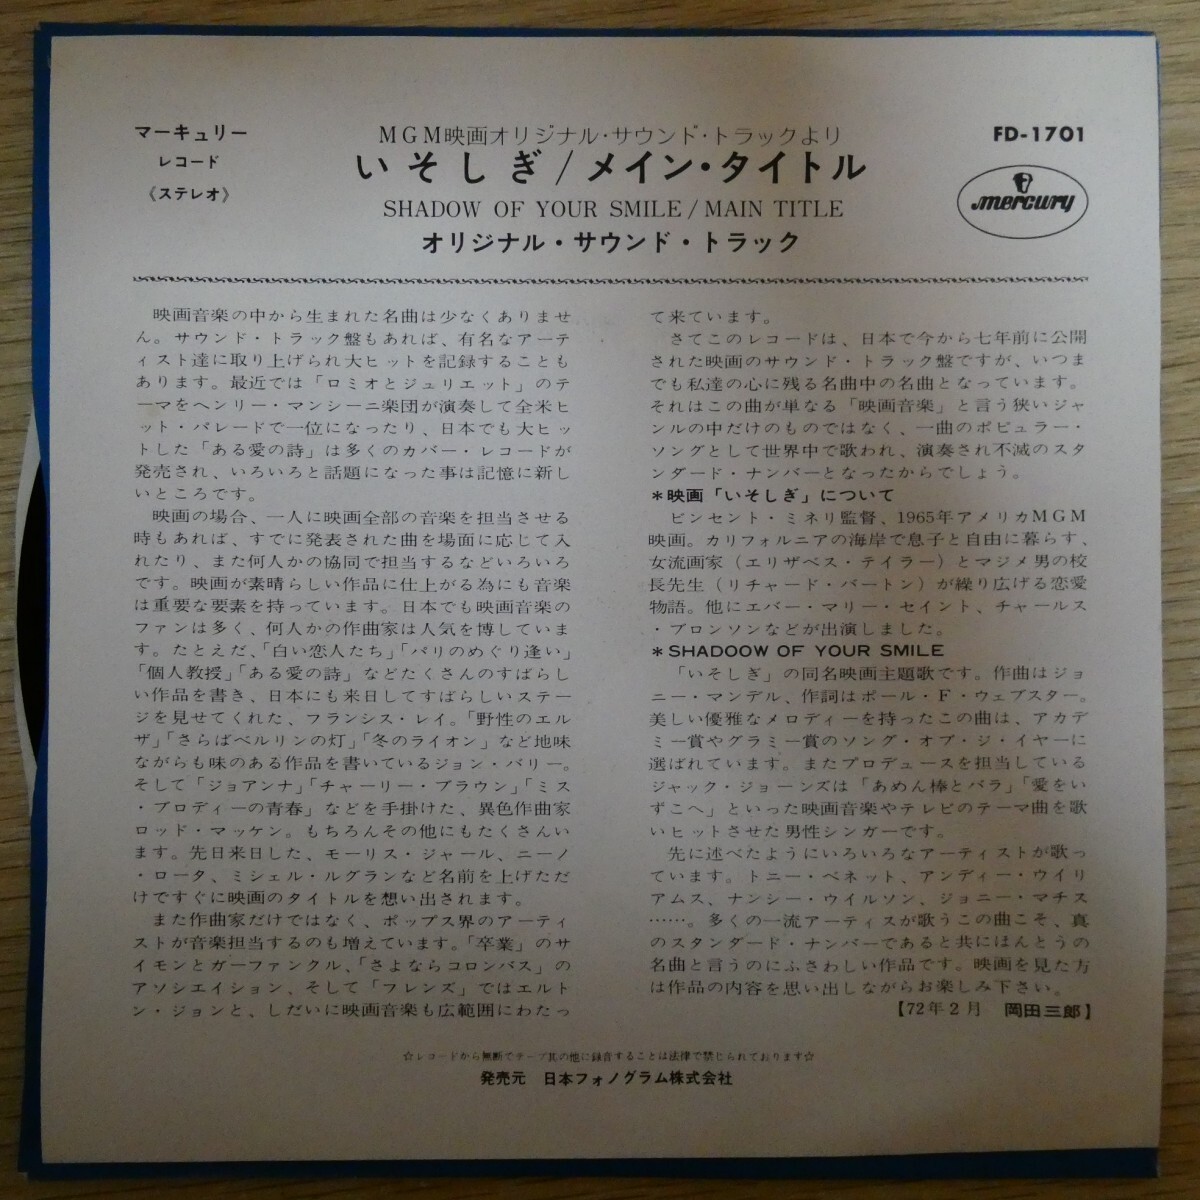 マーキュリー
レコード
《ステレオ》
MGM映画オリジナル・サウンド・トラックより
いそしぎ/メイン・タイトル
SHADOW OF YOUR SMILE/MAIN TITLE
オリジナル・サウンド・トラック
FD-1701
mercury
映画音楽の中から生まれた名曲は少なくありませ
ん。サウンド・トラック盤もあれば、有名なアーテ
ィスト達に取り上げられ大ヒットを記録することも
あります。最近では「ロミオとジュリエット」のテ
ーマをヘンリー・マンシーニ楽団が演奏して全米ヒ
ット・パレードで一位になったり、日本でも大ヒッ
トした「ある愛の詩」は多くのカバー・レコードが
発売され、いろいろと話題になった事は記憶に新し
いところです。
映画の場合、一人に映画全部の音楽を担当させる
時もあれば、すでに発表された曲を場面に応じて入
れたり、また何人かの協同で担当するなどいろいろ
です。映画が素晴らしい作品に仕上がる為にも音楽
は重要な要素を持っています。日本でも映画音楽の
ファンは多く、何人かの作曲家は人気を博していま
す。たとえだ、「白い恋人たち」「パリのめぐり逢い」
「個人教授」「ある愛の詩」などたくさんのすばらし
い作品を書き、日本にも来日してすばらしいステー
ジを見せてくれた、フランシス・レイ。「野性のエル
ザ」「さらばベルリンの灯」「冬のライオン」など地味
ながらも味のある作品を書いているジョン・バリー。
そして「ジョアンナ」「チャーリー・ブラウン」「ミス
・ブロディーの青春」などを手掛けた、異色作曲家
ロッド・マッケン。もちろんその他にもたくさんい
ます。先日来日した、モーリス・ジャール、ニーノ
・ロータ、ミシェル・ルグランなど名前を上げただ
けですぐに映画のタイトルを想い出されます。
また作曲家だけではなく、ポップス界のアーティ
ストが音楽担当するのも増えています。「卒業」のサ
イモンとガーファンクル、「さよならコロンバス」の
アソシエイション、そして「フレンズ」ではエルト
ン・ジョンと、しだいに映画音楽も広範囲にわたっ
て来ています。
さてこのレコードは、日本で今から七年前に公開
された映画のサウンド・トラック盤ですが、いつま
でも私達の心に残る名曲中の名曲となっています。
それはこの曲が単なる「映画音楽」と言う狭いジャ
ンルの中だけのものではなく、一曲のポピュラー・
ソングとして世界中で歌われ、演奏され不滅のスタ
ンダード・ナンバーとなったからでしょう。
＊映画「いそしぎ」について
ビンセント・ミネリ監督、1965年アメリカMGM
映画。カリフォルニアの海岸で息子と自由に暮らす、
女流画家（エリザベス・テイラー）とマジメ男の校
長先生（リチャード・バートン）が繰り広げる恋愛
物語。他にエバー・マリー・セイント、チャールス
・ブロンソンなどが出演しました。
＊SHADOOW OF YOUR SMILE
「いそしぎ」の同名映画主題歌です。作曲はジョ
ニー・マンデル、作詞はポール・F・ウェブスター。
美しい優雅なメロディーを持ったこの曲は、アカデ
ミー賞やグラミー賞のソング・オブ・ジ・イヤーに
選ばれています。またプロデュースを担当している
ジャック・ジョーンズは「あめん棒とバラ」「愛をい
ずこへ」といった映画音楽やテレビのテーマ曲を歌
いヒットさせた男性シンガーです。
先に述べたようにいろいろなアーティストが歌っ
ています。トニー・ベネット、アンディー・ウイリ
アムス、ナンシー・ウイルソン、ジョニー・マチス
……。多くの一流アーティスが歌うこの曲こそ、真
のスタンダード・ナンバーであると共にほんとうの
名曲と言うのにふさわしい作品です。映画を見た方
は作品の内容を思い出しながらお楽しみ下さい。
【72年2月 岡田三郎】
☆レコードから無断でテープ其の他に録音することは法律で禁じられております☆
発売元 日本フォノグラム株式会社